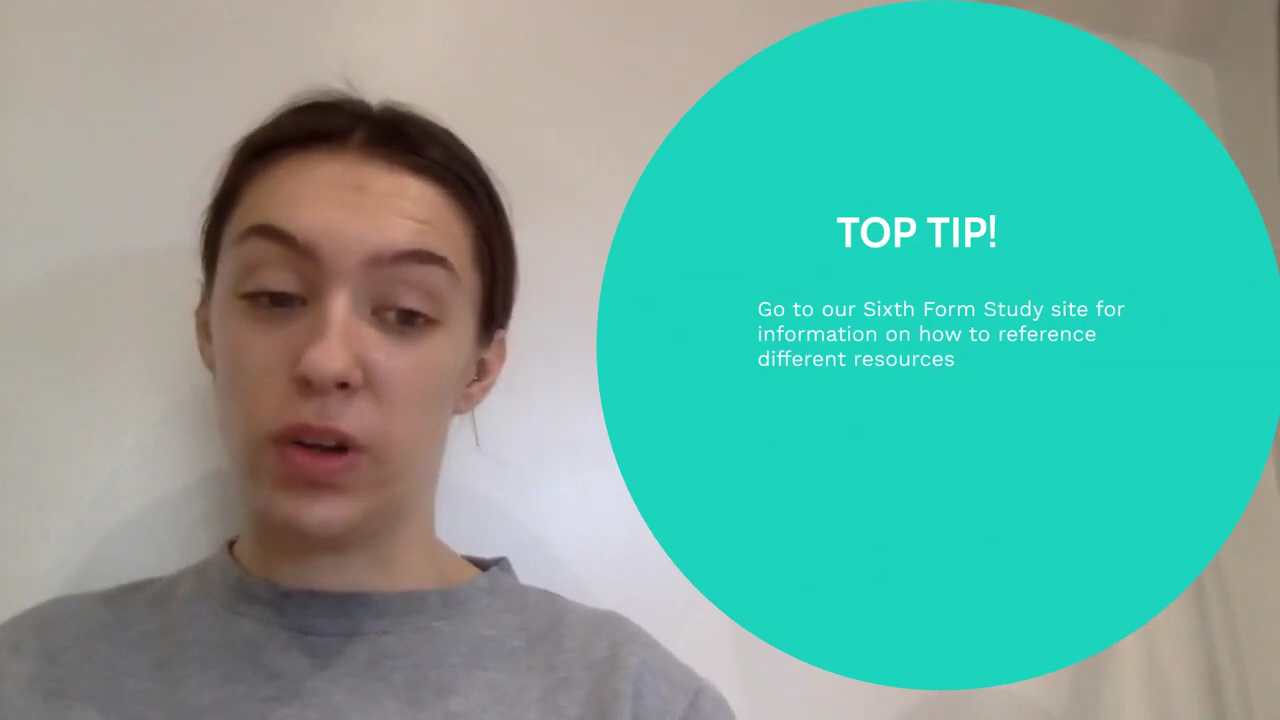 TOP TIP!
Go to our Sixth Form Study site for
information on how to reference
different resources